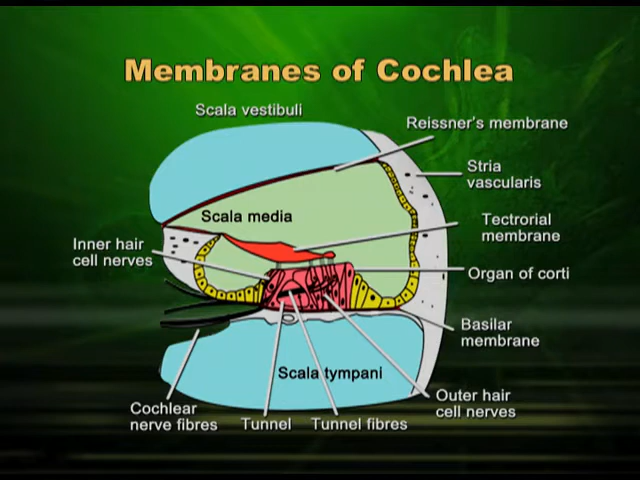 Membranes of Cochlea
Scala vestibuli
Reissner's membrane
Stria
vascularis
Scala media
Tectrorial
membrane
Inner hair
cell nerves
Organ of corti
Basilar
membrane
Scala tympani
Outer hair
cell nerves
Cochlear
nerve fibres
Tunnel
Tunnel fibres